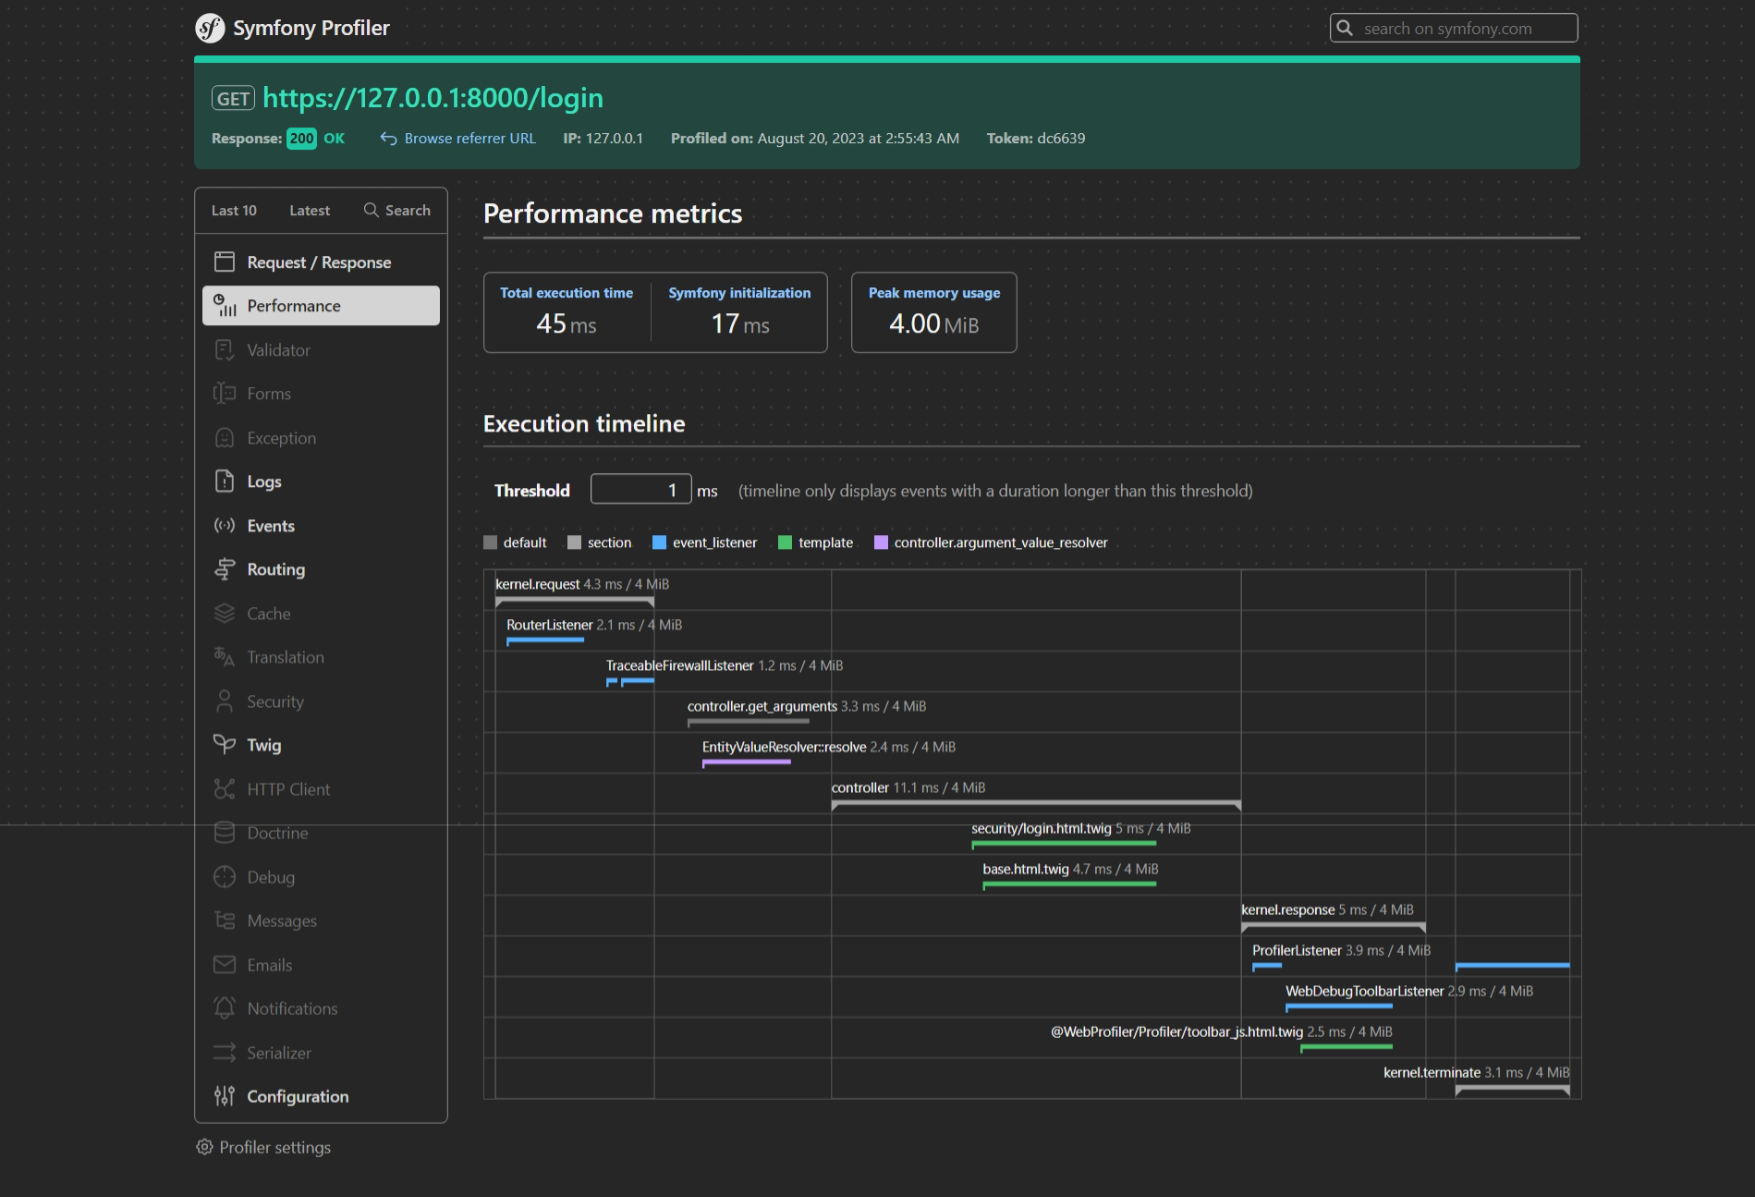 Symfony Profiler
search on symfony.com
GET https://127.0.0.1:8000/login
Response: 200 OK Browse referrer URL IP: 127.0.0.1 Profiled on: August 20, 2023 at 2:55:43 AM Token: dc6639
Last 10 Latest Search
Request / Response
Performance
Validator
Forms
Exception
Logs
Events
Routing
Cache
Translation
Security
Twig
HTTP Client
Doctrine
Debug
Messages
Emails
Notifications
Serializer
Configuration
Profiler settings
Performance metrics
Total execution time Symfony initialization Peak memory usage
45 ms 17 ms 4.00 MiB
Execution timeline
Threshold 1 ms (timeline only displays events with a duration longer than this threshold)
default section event_listener template controller.argument_value_resolver
kernel.request 4.3 ms / 4 MiB
RouterListener 2.1 ms / 4 MiB
TraceableFirewallListener 1.2 ms / 4 MiB
controller.get_arguments 3.3 ms / 4 MiB
EntityValueResolver::resolve 2.4 ms / 4 MiB
controller 11.1 ms / 4 MiB
security/login.html.twig 5 ms / 4 MiB
base.html.twig 4.7 ms / 4 MiB
kernel.response 5 ms / 4 MiB
ProfilerListener 3.9 ms / 4 MiB
WebDebugToolbarListener 2.9 ms / 4 MiB
@WebProfiler/Profiler/toolbar_js.html.twig 2.5 ms / 4 MiB
kernel.terminate 3.1 ms / 4 MiB